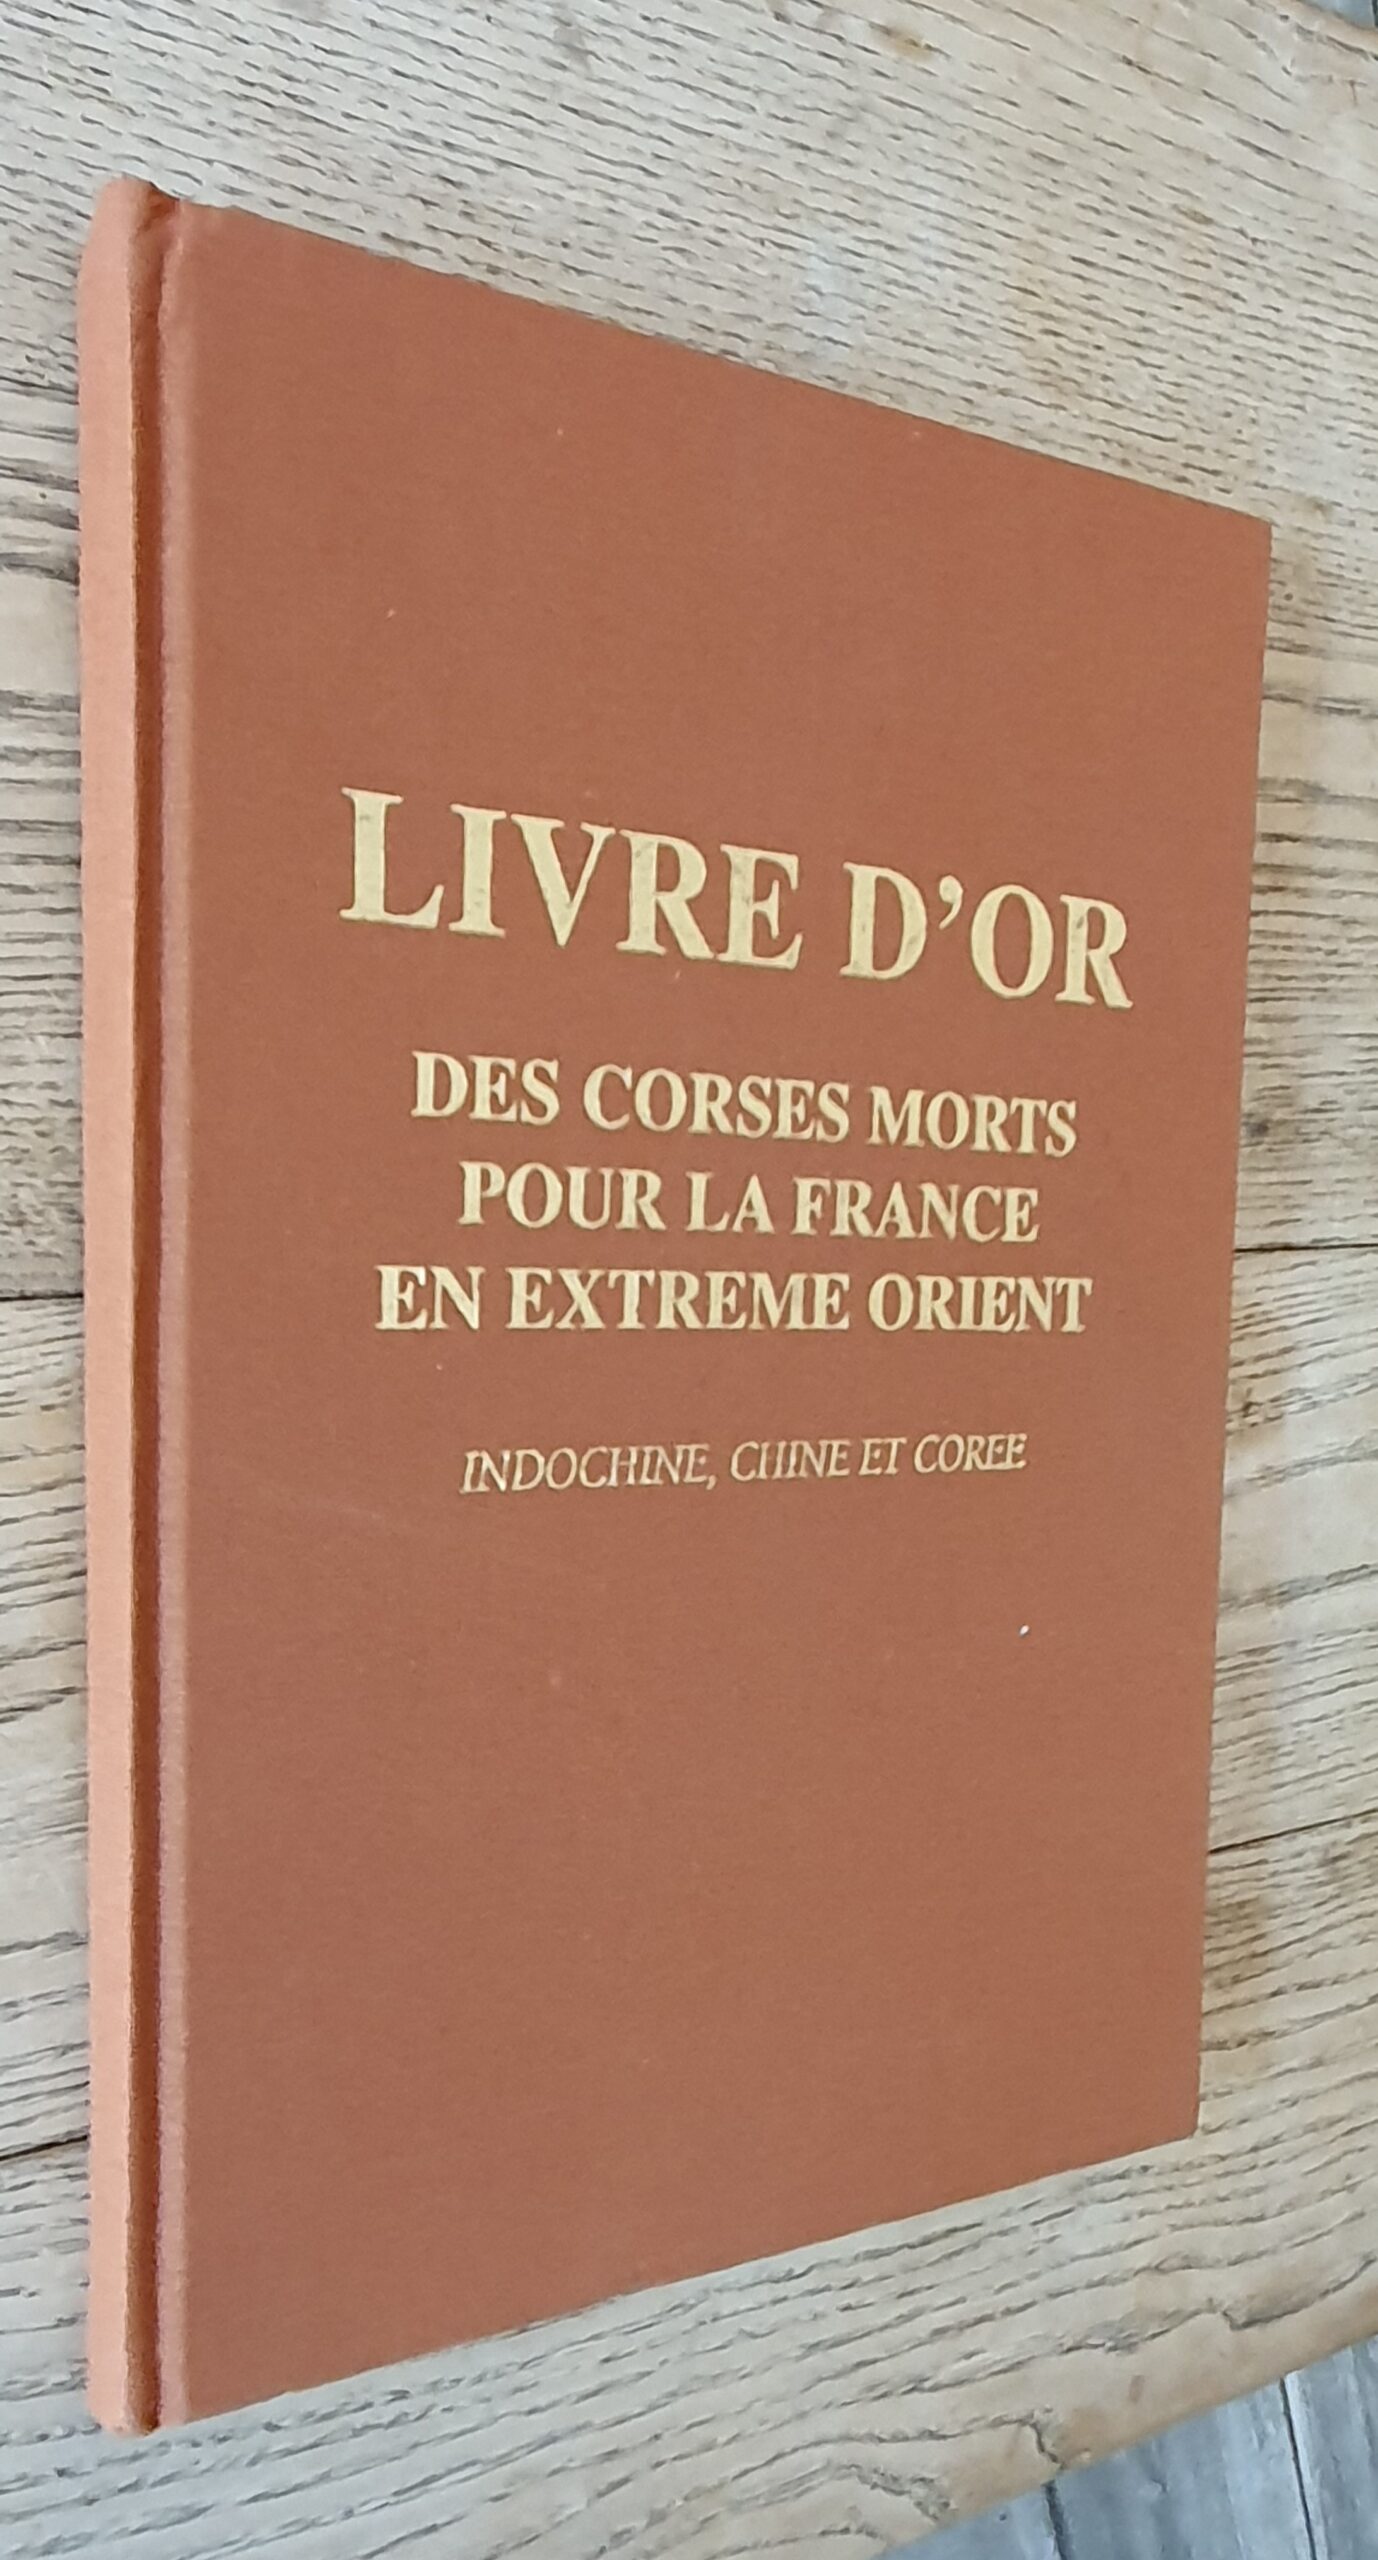 LIVRE D'OR
DES CORSES MORTS
POUR LA FRANCE
EN EXTREME ORIENT
INDOCHINE, CHINE ET COREE